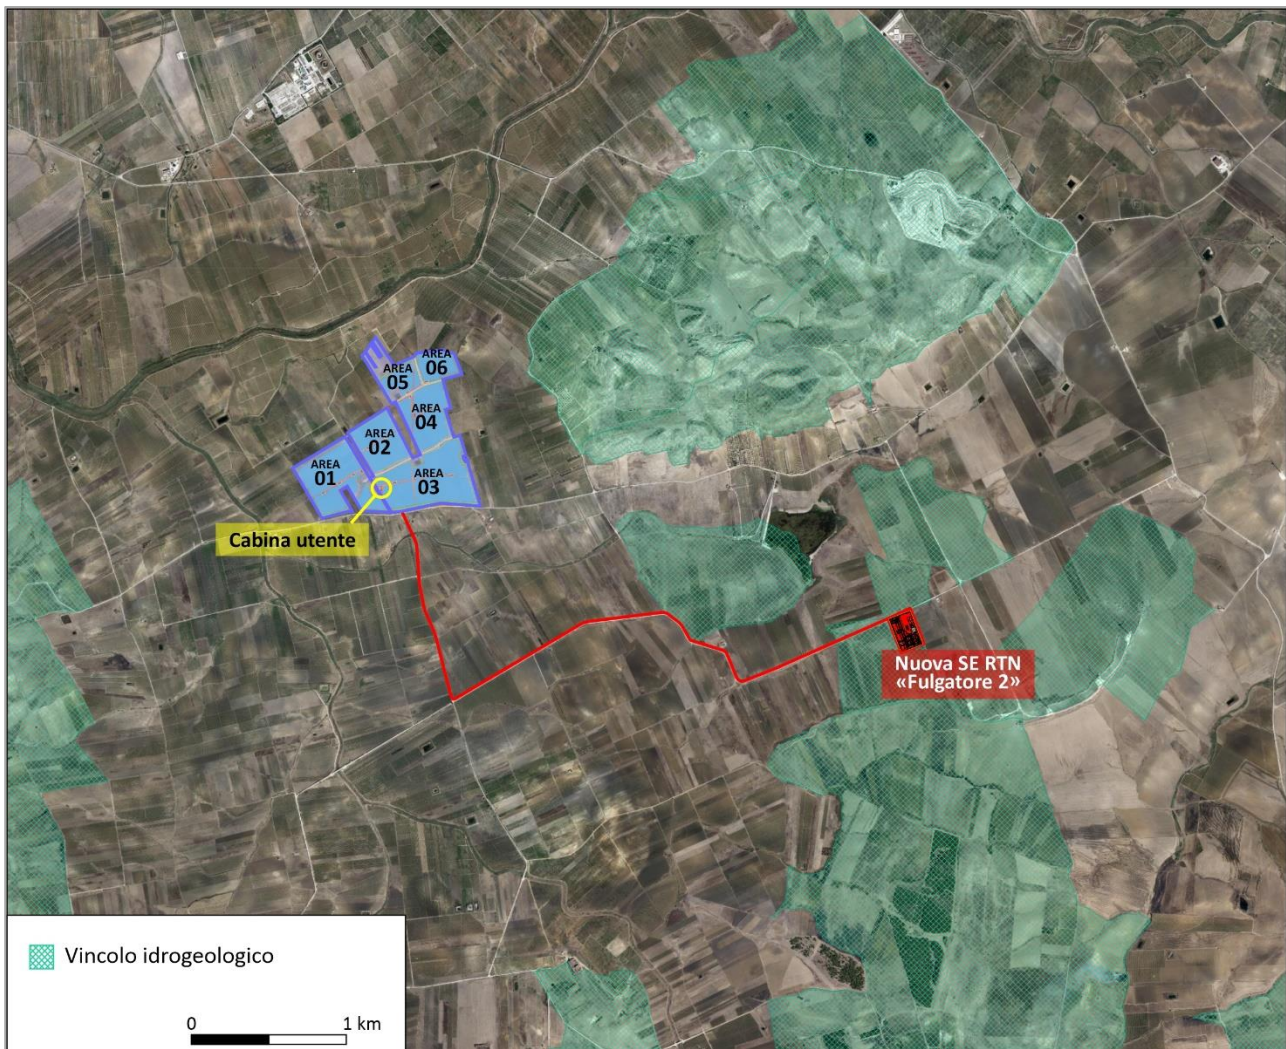 AREA
06
AREA
05
AREA
04
AREA
02
AREA
01
AREA
03
Cabina utente
Nuova SE RTN
«Fulgatore 2»
Vincolo idrogeologico
0
1 km